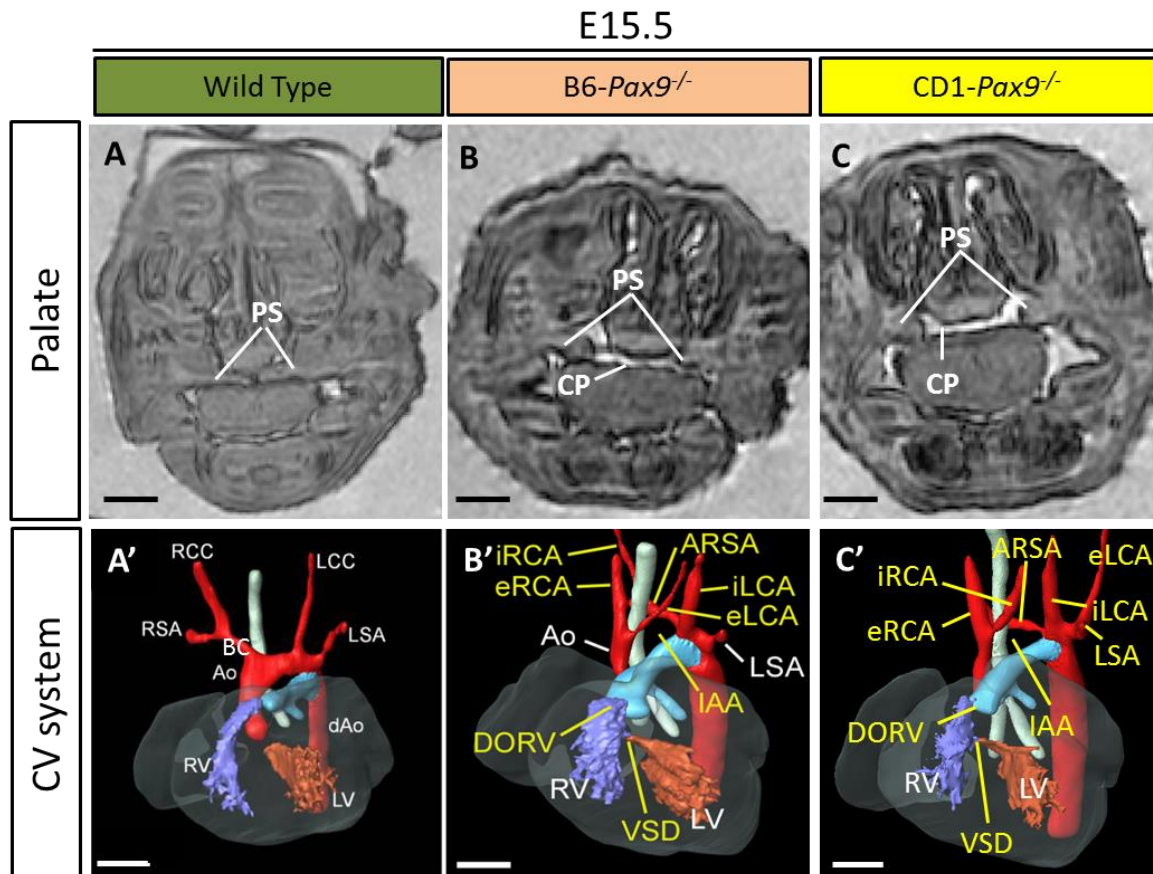 E15.5
Wild Type
B6-Pax9-/-
CD1-Pax9-/-
Palate
A
PS
B
PS
CP
C
PS
CP
CV system
A’
RCC
LCC
RSA
BC
LSA
Ao
dAo
RV
LV
B’
iRCA
ARSA
eRCA
iLCA
eLCA
Ao
LSA
IAA
DORV
RV
LV
VSD
C’
ARSA
eLCA
iRCA
iLCA
eRCA
LSA
DORV
IAA
RV
LV
VSD